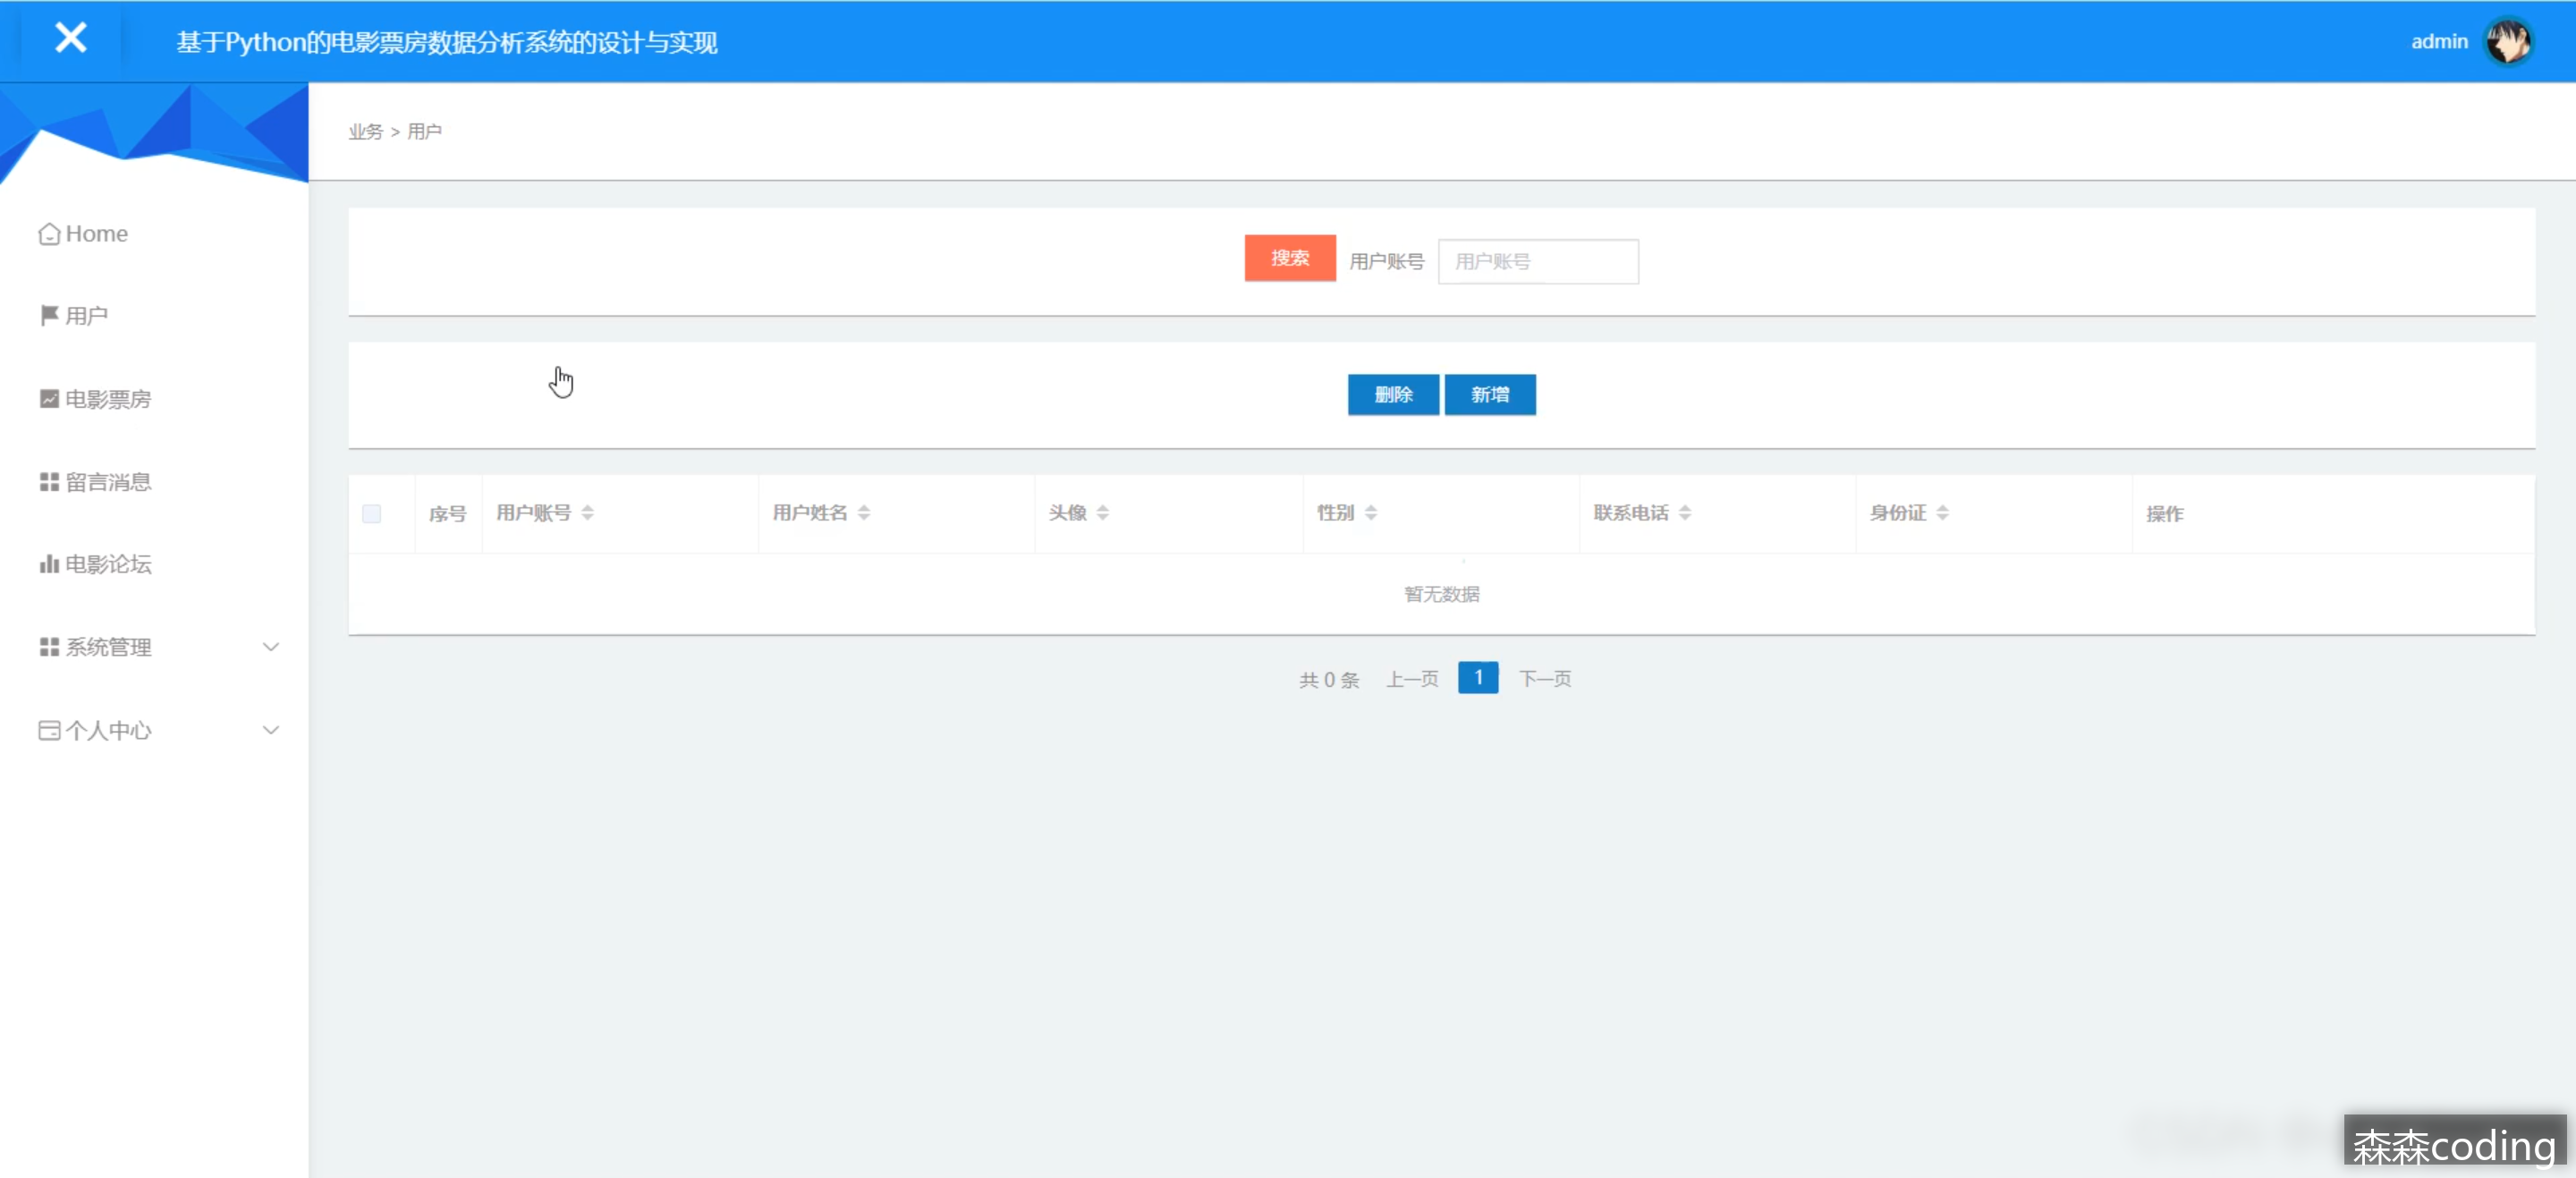 基于Python的电影票房数据分析系统的设计与实现
admin
业务 > 用户
Home
用户
电影票房
留言消息
电影论坛
系统管理
个人中心
搜索 用户账号 用户账号
删除 新增
序号 用户账号 用户姓名 头像 性别 联系电话 身份证 操作
暂无数据
共 0 条 上一页 1 下一页
森森coding